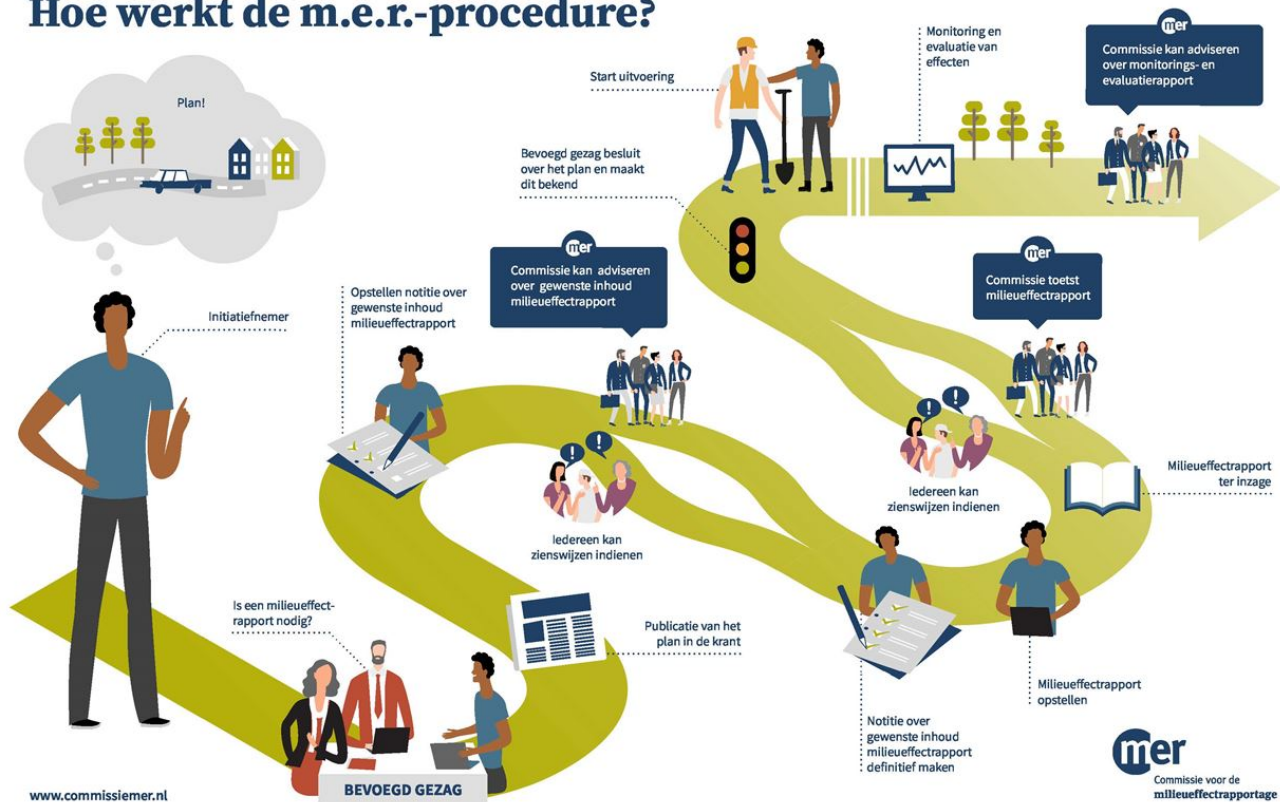 Hoe werkt de m.e.r.-procedure?
Plan!
Initiatiefnemer
Is een milieueffect-
rapport nodig?
BEVOEGD GEZAG
Publicatie van het
plan in de krant
Opstellen notitie over
gewenste inhoud
milieueffectrapport
mer
Commissie kan adviseren
over gewenste inhoud
milieueffectrapport
Iedereen kan
zienswijzen indienen
Notitie over
gewenste inhoud
milieueffectrapport
definitief maken
Milieueffectrapport
opstellen
Milieueffectrapport
ter inzage
mer
Commissie toetst
milieueffectrapport
Iedereen kan
zienswijzen indienen
Bevoegd gezag besluit
over het plan en maakt
dit bekend
Start uitvoering
Monitoring en
evaluatie van
effecten
mer
Commissie kan adviseren
over monitorings- en
evaluatierapport
www.commissiemer.nl
mer
Commissie voor de
milieueffectrapportage